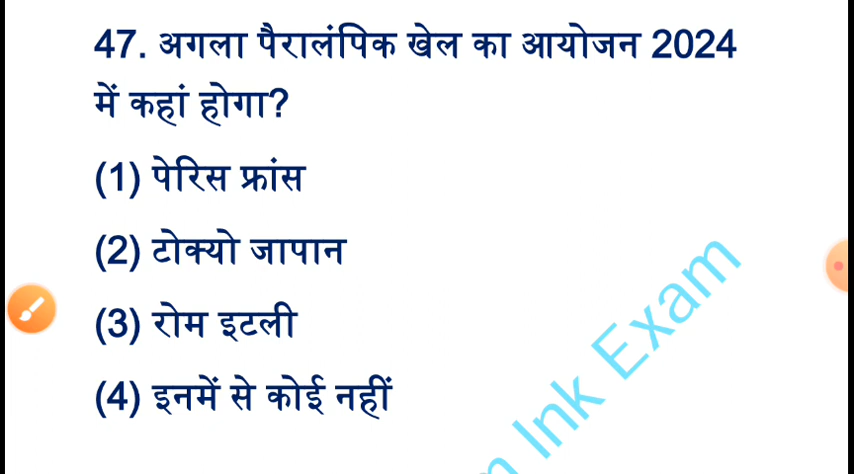 47. अगला पैरालंपिक खेल का आयोजन 2024
में कहां होगा?
(1) पेरिस फ्रांस
(2) टोक्यो जापान
(3) रोम इटली
(4) इनमें से कोई नहीं
Ink Exam